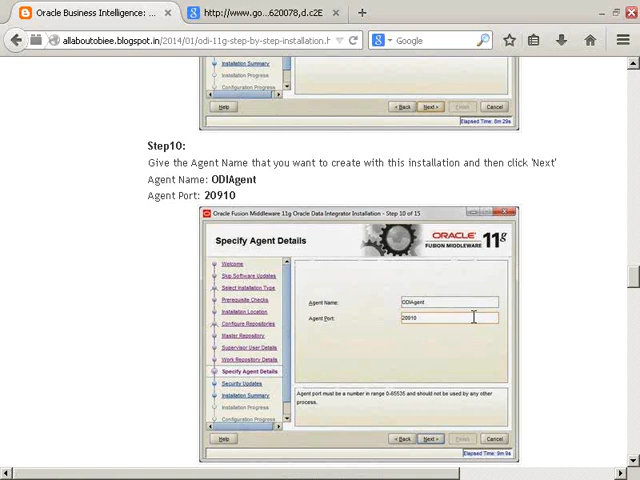 Oracle Business Intelligence: ...
http://www.go...620078,d.c2E
allaboutobiee.blogspot.in/2014/01/odi-11g-step-by-step-installation.h
Google
Installation Summary
Installation Progress
Configuration Progress
Help
< Back
Next >
Finish
Cancel
Elapsed Time: 8m 29s
Step10:
Give the Agent Name that you want to create with this installation and then click 'Next'
Agent Name: ODIAgent
Agent Port: 20910
Oracle Fusion Middleware 11g Oracle Data Integrator Installation - Step 10 of 15
Specify Agent Details
ORACLE
FUSION MIDDLEWARE 11g
Welcome
Skip Software Updates
Select Installation Type
Prerequisite Checks
Installation Location
Configure Repositories
Master Repository
Supervisor User Details
Work Repository Details
Specify Agent Details
Security Updates
Installation Summary
Installation Progress
Configuration Progress
Agent Name: ODIAgent
Agent Port: 20910
Agent port must be a number in range 0-65535 and should not be used by any other
process.
Help
< Back
Next >
Finish
Cancel
Elapsed Time: 9m 9s